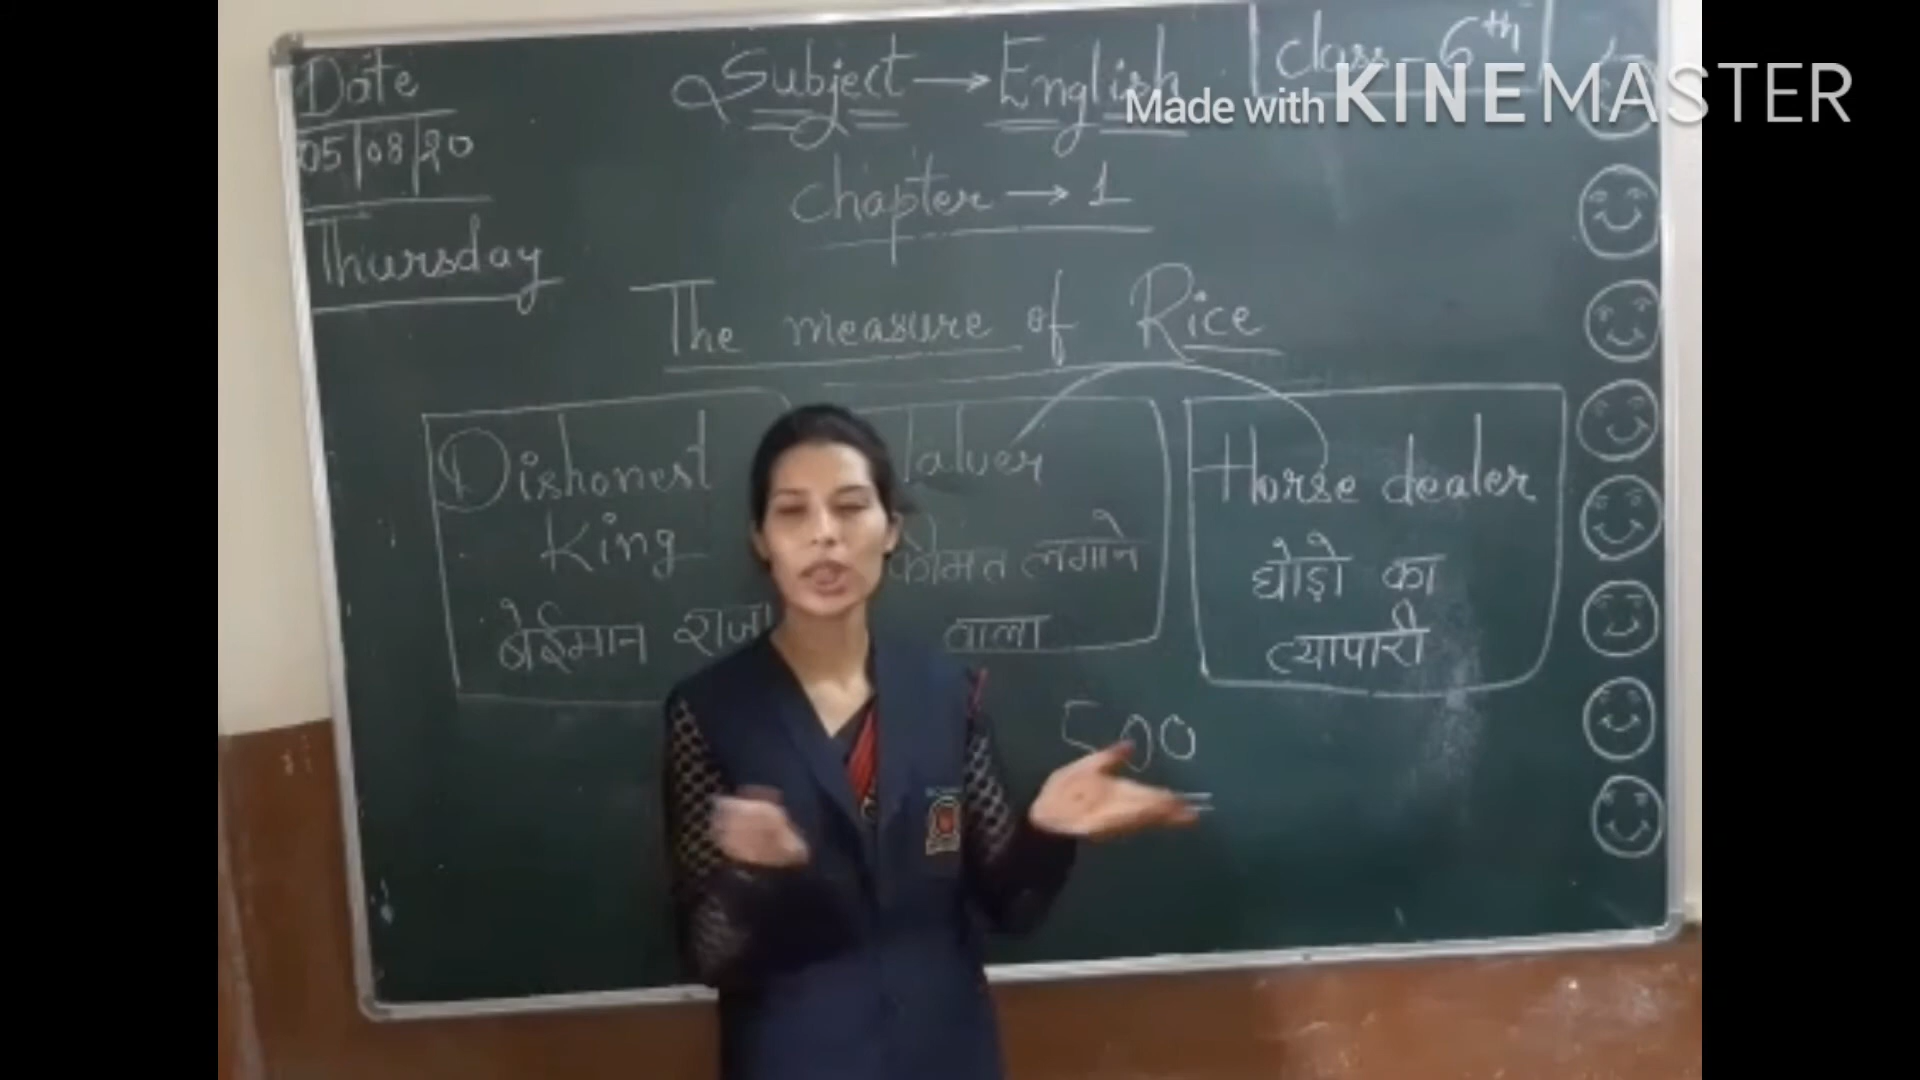 Date
05/08/20
Thursday
Subject → English
class - 6th
Made with KINEMASTER
chapter → 1
The measure of Rice
Dishonest
King
बेईमान राजा
valuer
कीमत लगाने
वाला
Horse dealer
घोड़ो का
व्यापारी
500